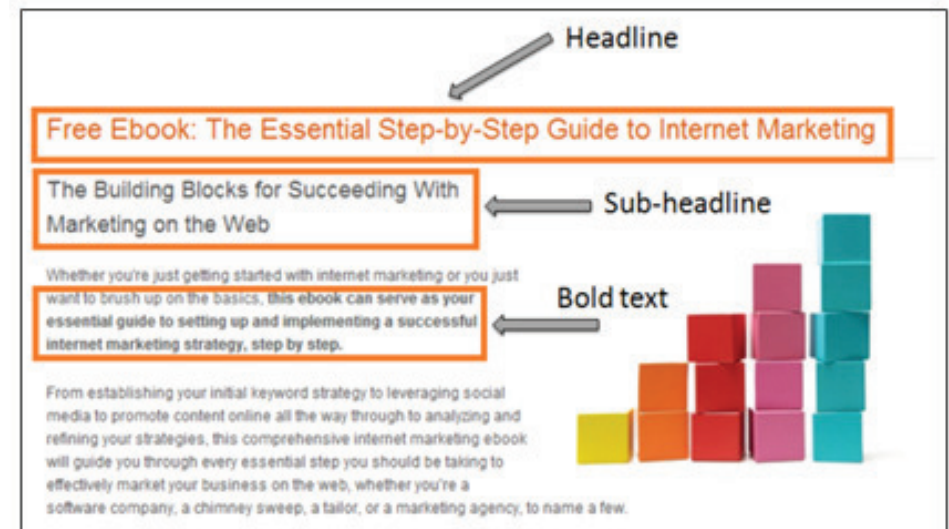 Headline
Free Ebook: The Essential Step-by-Step Guide to Internet Marketing
The Building Blocks for Succeeding With
Marketing on the Web
Sub-headline
Whether you're just getting started with internet marketing or you just
want to brush up on the basics, this ebook can serve as your
essential guide to setting up and implementing a successful
internet marketing strategy, step by step.
Bold text
From establishing your initial keyword strategy to leveraging social
media to promote content online all the way through to analyzing and
refining your strategies, this comprehensive internet marketing ebook
will guide you through every essential step you should be taking to
effectively market your business on the web, whether you're a
software company, a chimney sweep, a tailor, or a marketing agency, to name a few.